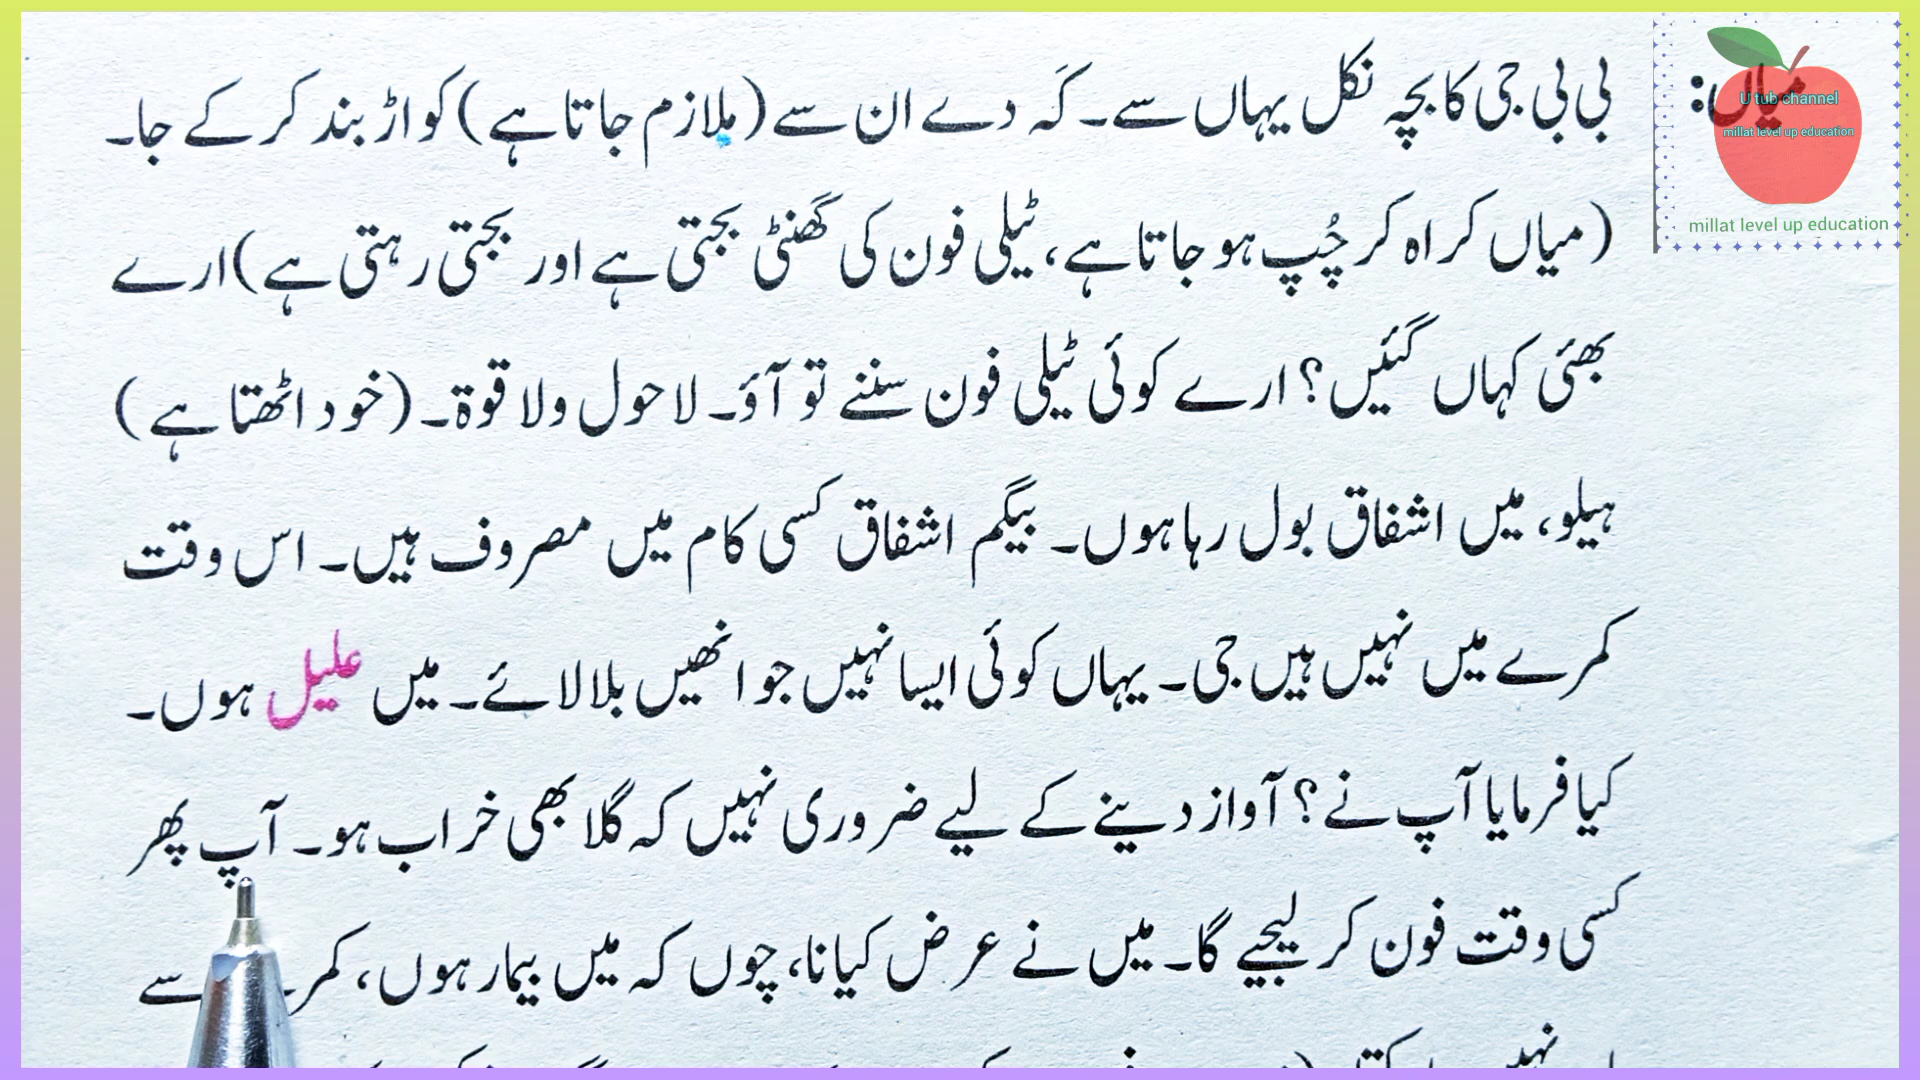 میاں: بی بی جی کا بچہ نکل یہاں سے۔ کَہ دے ان سے (ملازم جاتا ہے) کواڑ بند کر کے جا۔
(میاں کراہ کر چُپ ہو جاتا ہے، ٹیلی فون کی گھنٹی بجتی ہے اور بجتی رہتی ہے) ارے
بھئی کہاں گئیں؟ ارے کوئی ٹیلی فون سننے تو آؤ۔ لا حول ولا قوۃ۔ (خود اٹھتا ہے)
ہیلو، میں اشفاق بول رہا ہوں۔ بیگم اشفاق کسی کام میں مصروف ہیں۔ اس وقت
کمرے میں نہیں ہیں جی۔ یہاں کوئی ایسا نہیں جو انھیں بلا لائے۔ میں علیل ہوں۔
کیا فرمایا آپ نے؟ آواز دینے کے لیے ضروری نہیں کہ گلا بھی خراب ہو۔ آپ پھر
کسی وقت فون کر لیجیے گا۔ میں نے عرض کیا نا، چوں کہ میں بیمار ہوں، کمرے سے
U tub channel
millat level up education
millat level up education